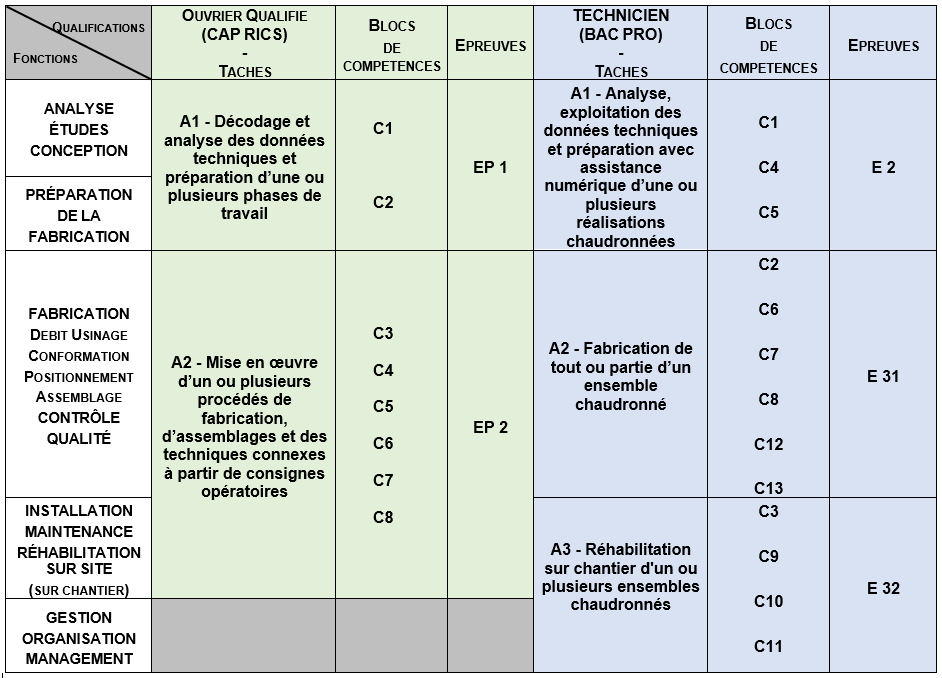 QUALIFICATIONS
FONCTIONS
OUVRIER QUALIFIE
(CAP RICS)
-
TACHES
BLOCS
DE
COMPETENCES
EPREUVES
TECHNICIEN
(BAC PRO)
-
TACHES
BLOCS
DE
COMPETENCES
EPREUVES
ANALYSE
ÉTUDES
CONCEPTION
PRÉPARATION
DE LA
FABRICATION
A1 - Décodage et
analyse des données
techniques et
préparation d'une ou
plusieurs phases de
travail
C1
C2
EP 1
A1 - Analyse,
exploitation des
données techniques
et préparation avec
assistance
numérique d'une ou
plusieurs
réalisations
chaudronnées
C1
C4
C5
E 2
FABRICATION
DEBIT USINAGE
CONFORMATION
POSITIONNEMENT
ASSEMBLAGE
CONTRÔLE
QUALITÉ
A2 - Mise en œuvre
d'un ou plusieurs
procédés de
fabrication,
d'assemblages et des
techniques connexes
à partir de consignes
opératoires
C3
C4
C5
C6
C7
C8
EP 2
A2 - Fabrication de
tout ou partie d'un
ensemble
chaudronné
C2
C6
C7
C8
C12
C13
E 31
INSTALLATION
MAINTENANCE
RÉHABILITATION
SUR SITE
(SUR CHANTIER)
A3 - Réhabilitation
sur chantier d'un ou
plusieurs ensembles
chaudronnés
C3
C9
C10
C11
E 32
GESTION
ORGANISATION
MANAGEMENT